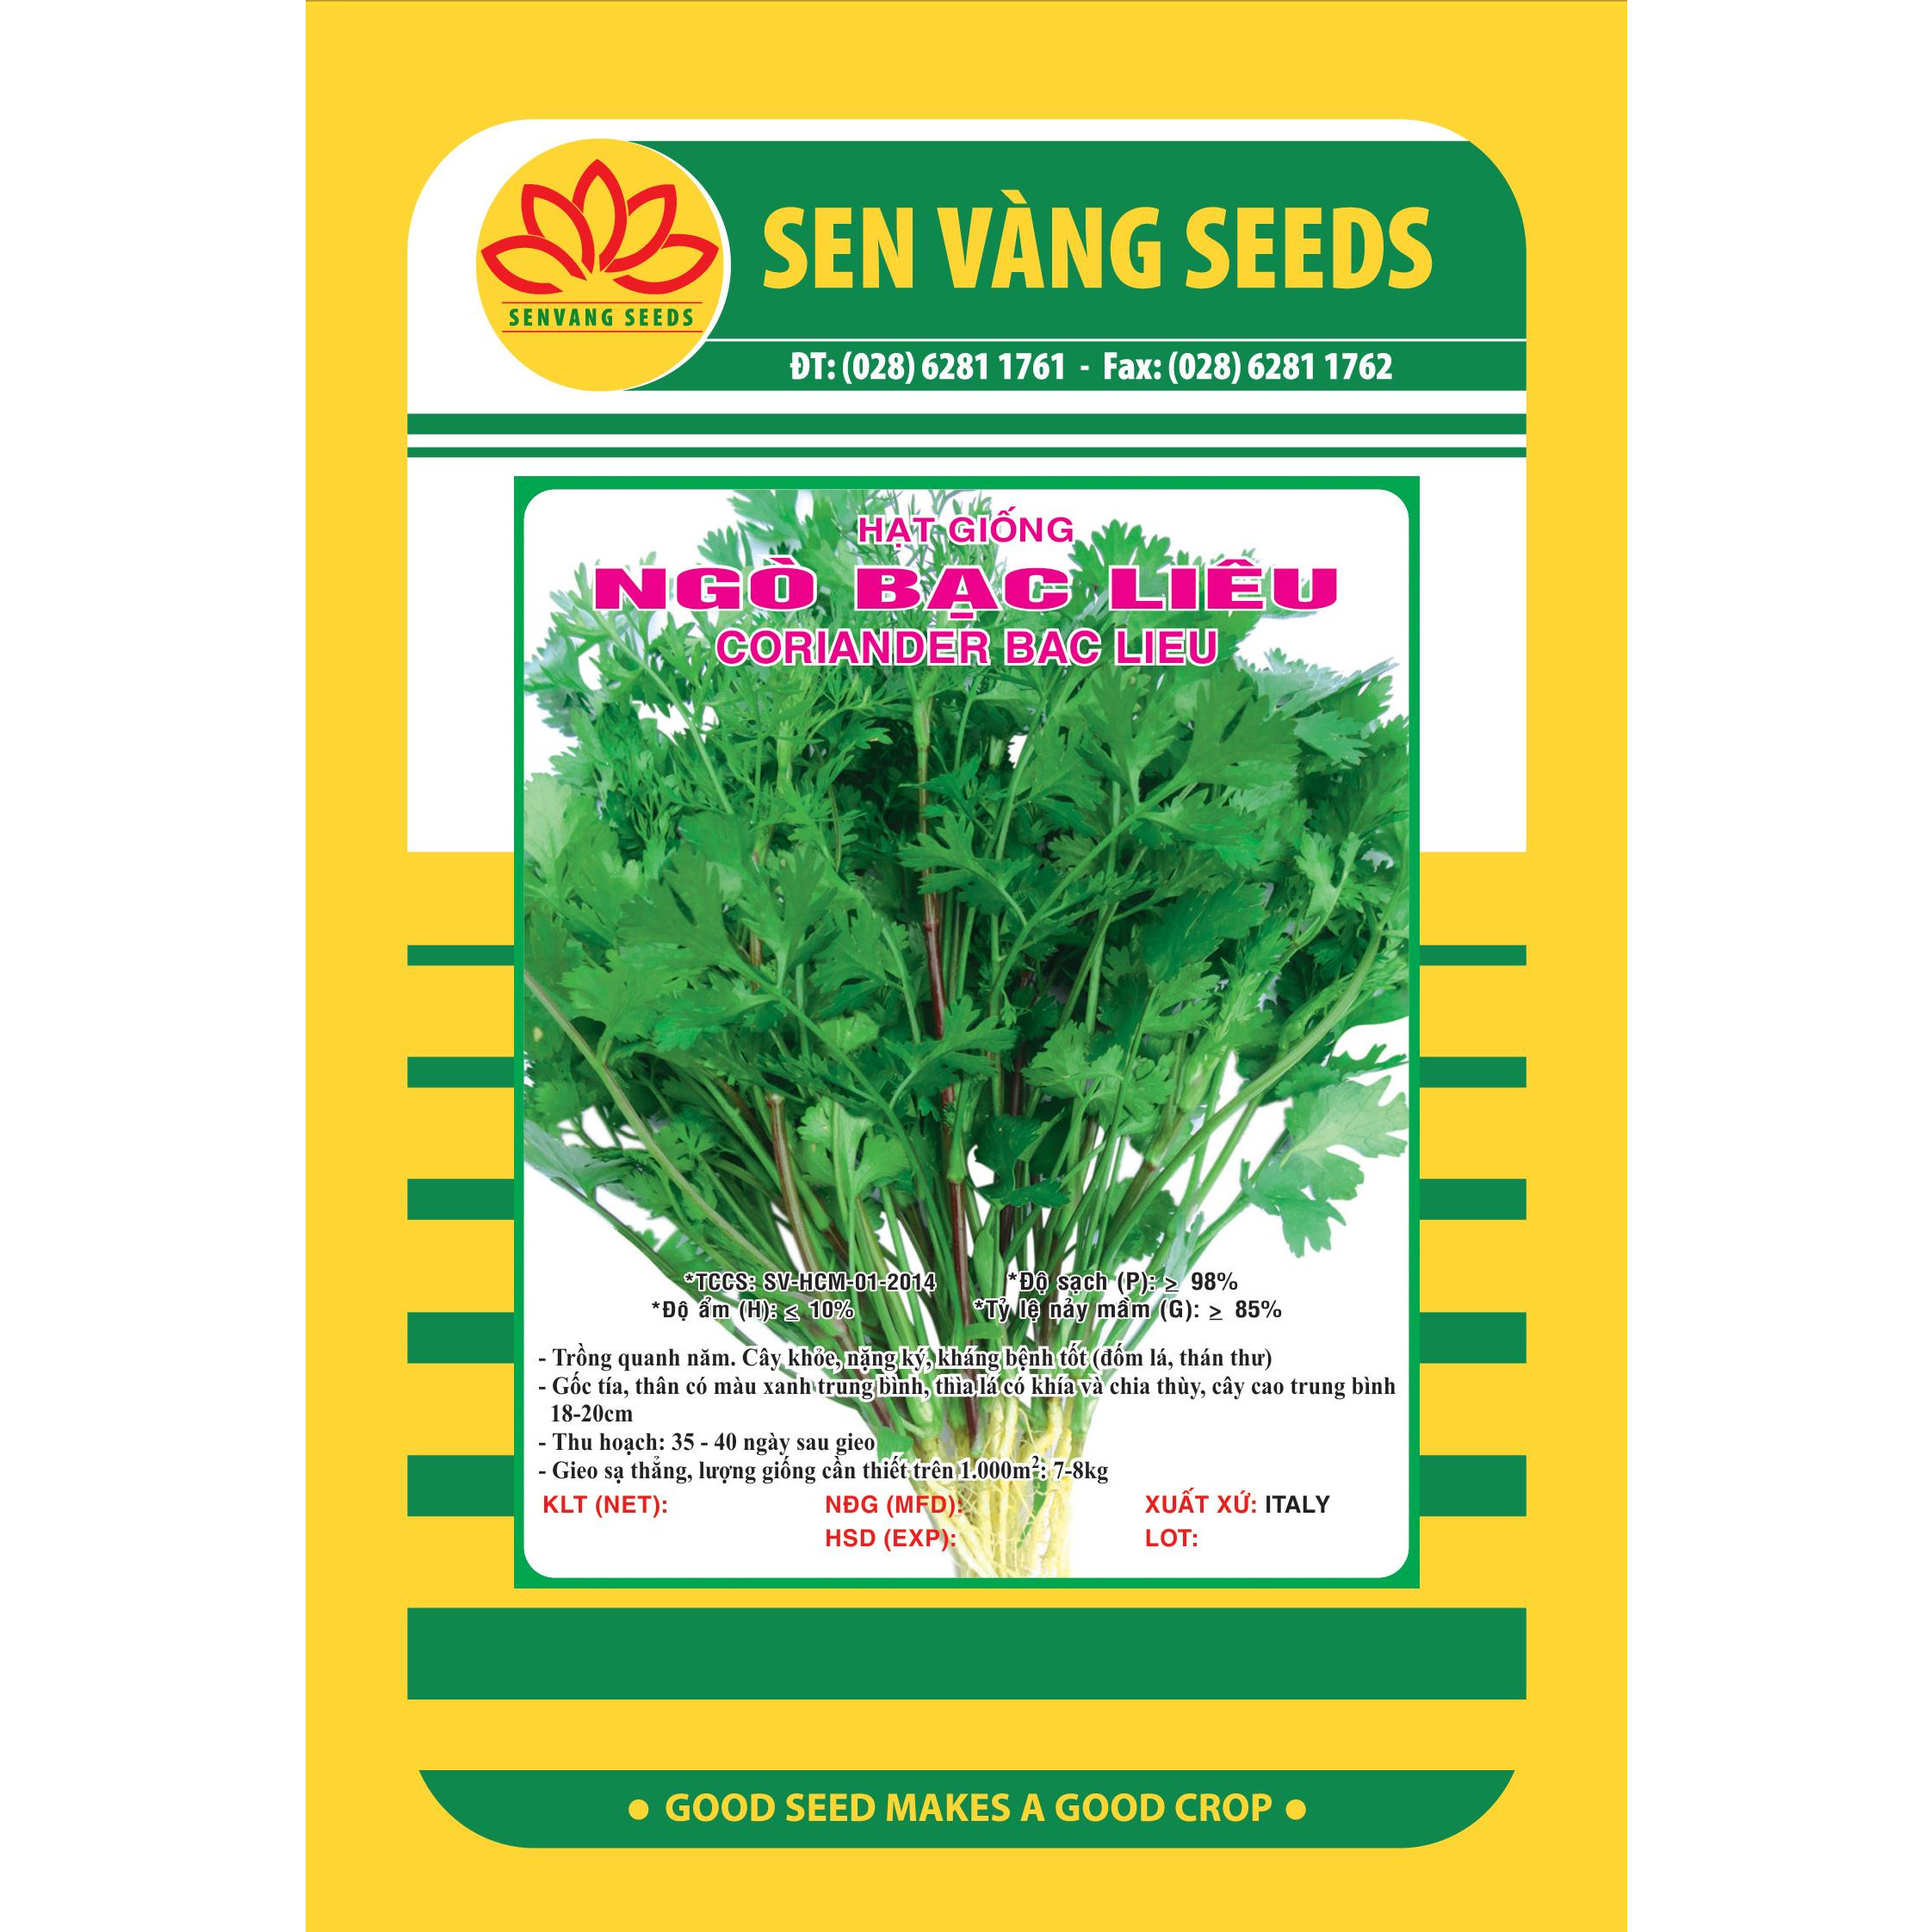 SEN VÀNG SEEDS
SENVANG SEEDS
ĐT: (028) 6281 1761 - Fax: (028) 6281 1762
HẠT GIỐNG
NGÒ BẠC LIÊU
CORIANDER BAC LIEU
*TCCS: SV-HCM-01-2014 *Độ sạch (P): ≥ 98%
*Độ ẩm (H): ≤ 10% *Tỷ lệ nảy mầm (G): ≥ 85%
- Trồng quanh năm. Cây khỏe, nặng ký, kháng bệnh tốt (đốm lá, thán thư)
- Gốc tía, thân có màu xanh trung bình, thìa lá có khía và chia thùy, cây cao trung bình
18-20cm
- Thu hoạch: 35 - 40 ngày sau gieo
- Gieo sạ thẳng, lượng giống cần thiết trên 1.000m²: 7-8kg
KLT (NET): NĐG (MFD): XUẤT XỨ: ITALY
HSD (EXP): LOT:
• GOOD SEED MAKES A GOOD CROP •